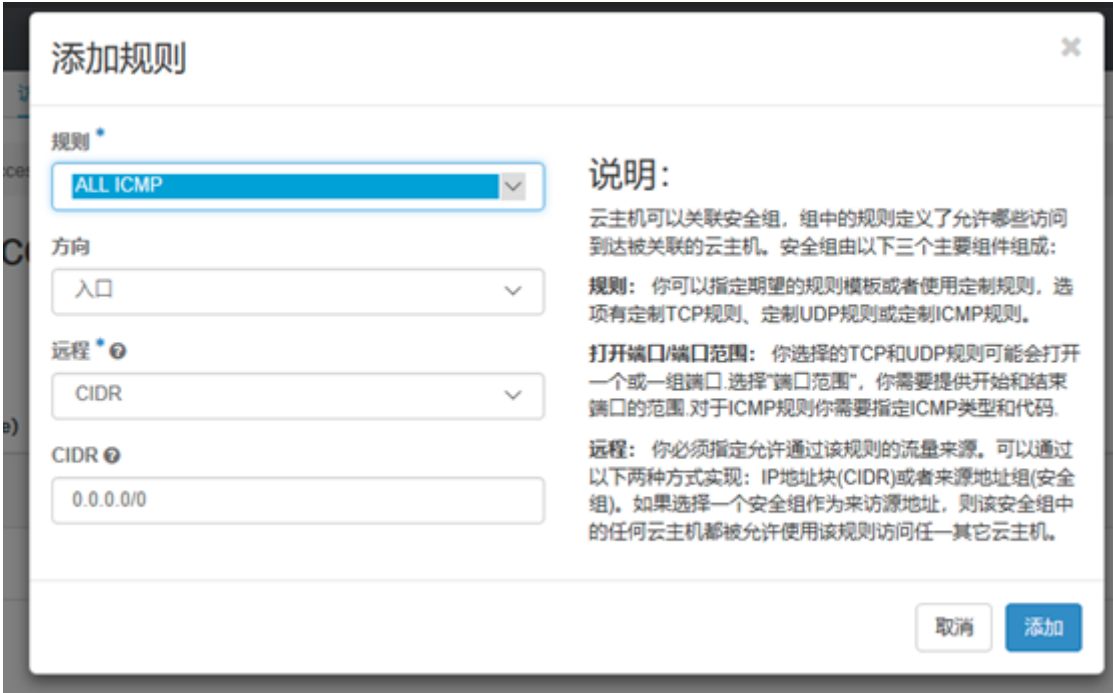 添加规则
规则 *
ALL ICMP
方向
入口
远程 *
CIDR
CIDR
0.0.0.0/0
说明：
云主机可以关联安全组，组中的规则定义了允许哪些访问
到达被关联的云主机。安全组由以下三个主要组件组成：
规则： 你可以指定期望的规则模板或者使用定制规则，选
项有定制TCP规则、定制UDP规则或定制ICMP规则。
打开端口/端口范围： 你选择的TCP和UDP规则可能会打开
一个或一组端口.选择"端口范围"，你需要提供开始和结束
端口的范围.对于ICMP规则你需要指定ICMP类型和代码.
远程： 你必须指定允许通过该规则的流量来源。可以通过
以下两种方式实现：IP地址块(CIDR)或者来源地址组(安全
组)。如果选择一个安全组作为来访源地址，则该安全组中
的任何云主机都被允许使用该规则访问任一其它云主机。
取消
添加